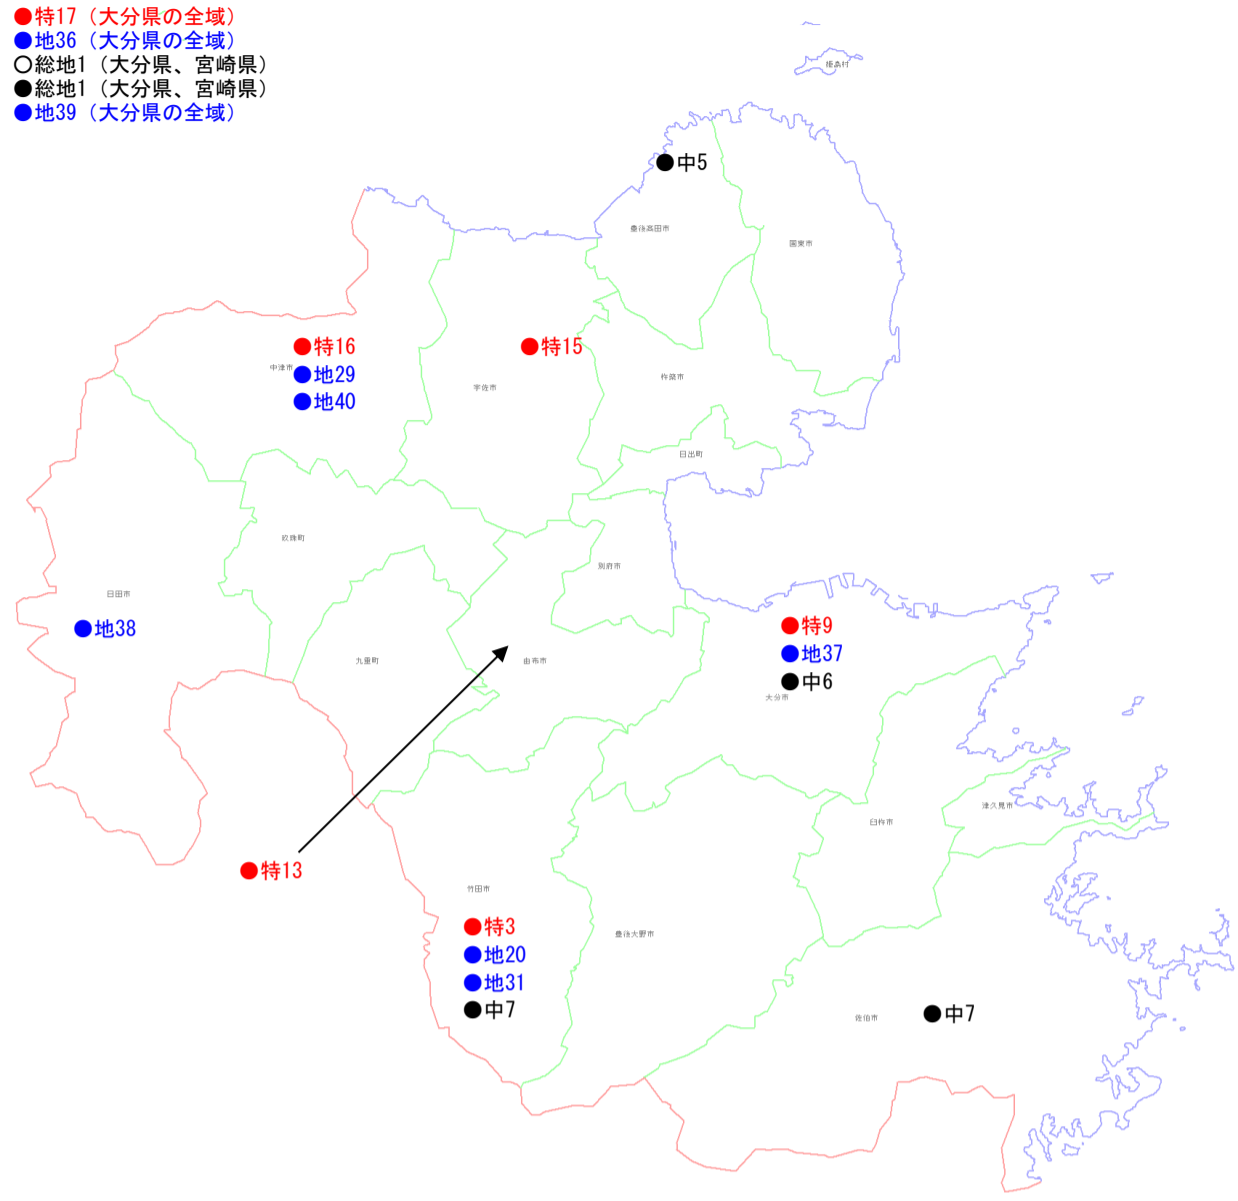 ●特17（大分県の全域）
●地36（大分県の全域）
○総地1（大分県、宮崎県）
●総地1（大分県、宮崎県）
●地39（大分県の全域）
姫島村
●中5
豊後高田市
国東市
●特16
中津市
●地29
●地40
●特15
宇佐市
杵築市
日出町
玖珠町
別府市
日田市
●地38
九重町
由布市
●特9
●地37
●中6
大分市
津久見市
臼杵市
●特13
竹田市
●特3
●地20
●地31
●中7
豊後大野市
佐伯市
●中7